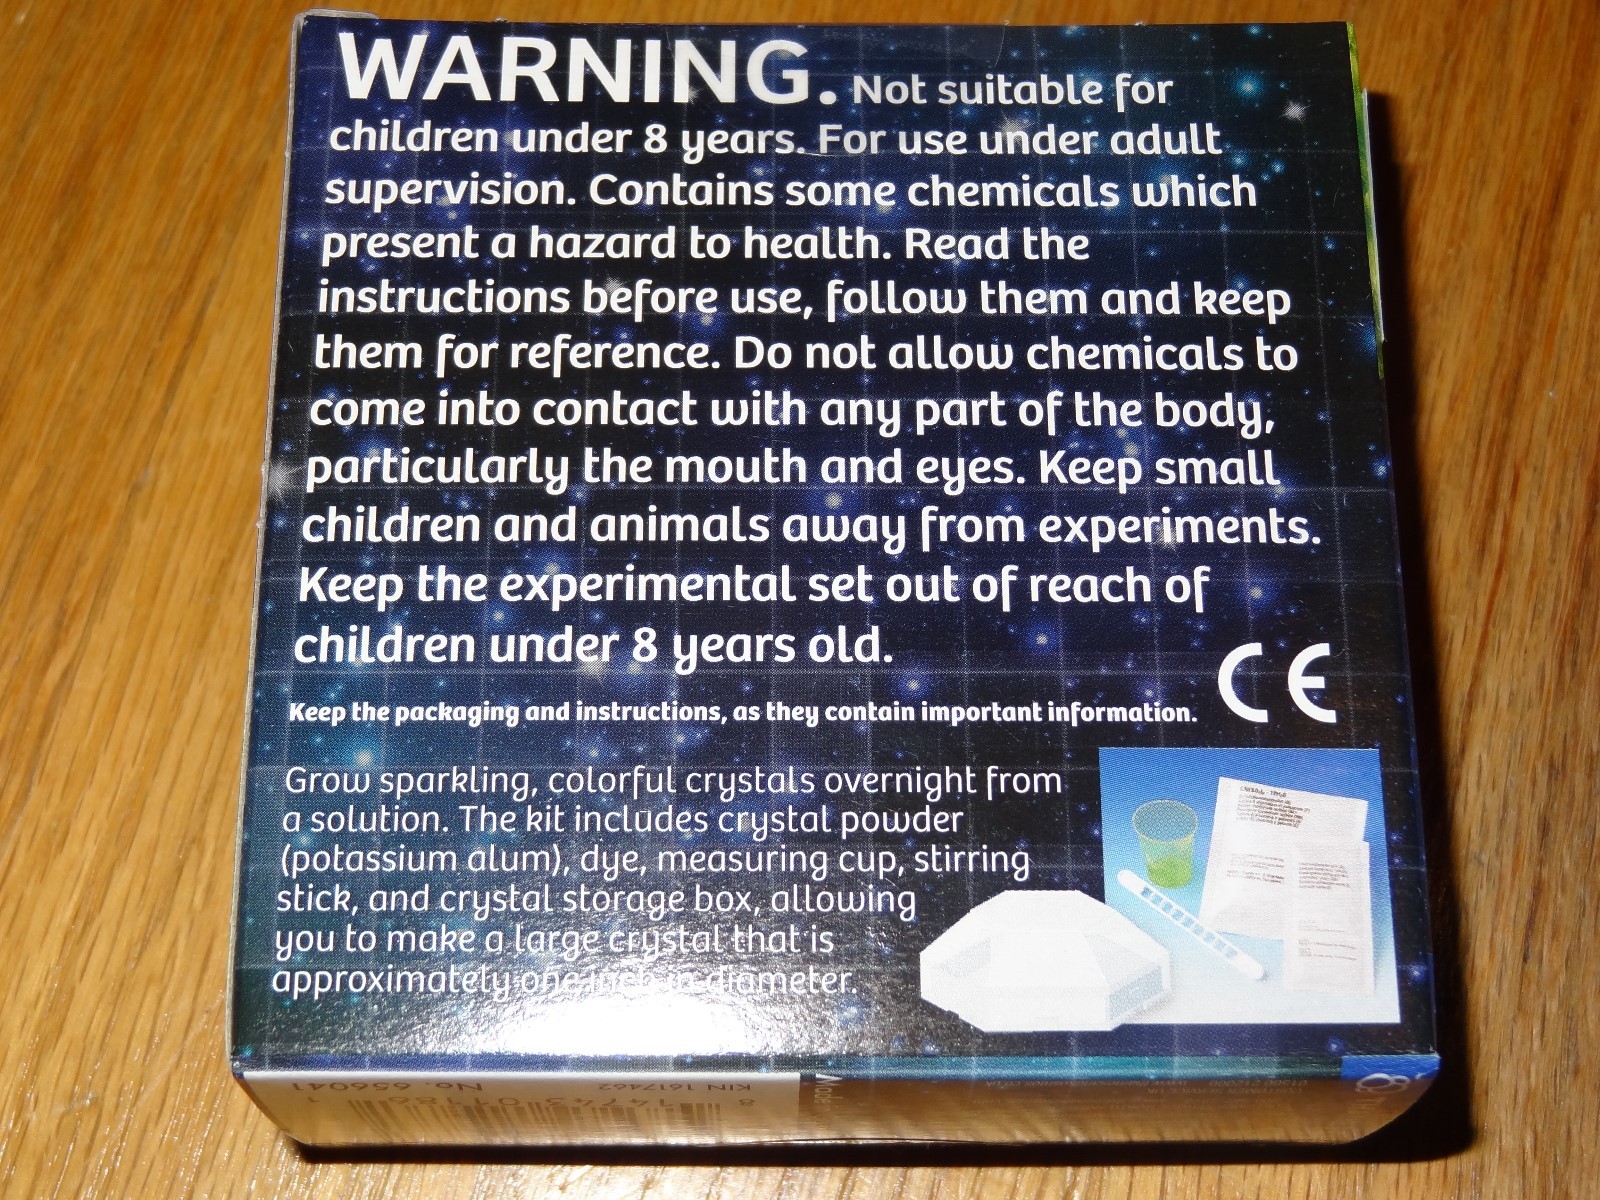 WARNING. Not suitable for
children under 8 years. For use under adult
supervision. Contains some chemicals which
present a hazard to health. Read the
instructions before use, follow them and keep
them for reference. Do not allow chemicals to
come into contact with any part of the body,
particularly the mouth and eyes. Keep small
children and animals away from experiments.
Keep the experimental set out of reach of
children under 8 years old.
CE
Keep the packaging and instructions, as they contain important information.
Grow sparkling, colorful crystals overnight from
a solution. The kit includes crystal powder
(potassium alum), dye, measuring cup, stirring
stick, and crystal storage box, allowing
you to make a large crystal that is
approximately one inch in diameter.
No. 656041
KIN 1617462
8 14743 01186 1